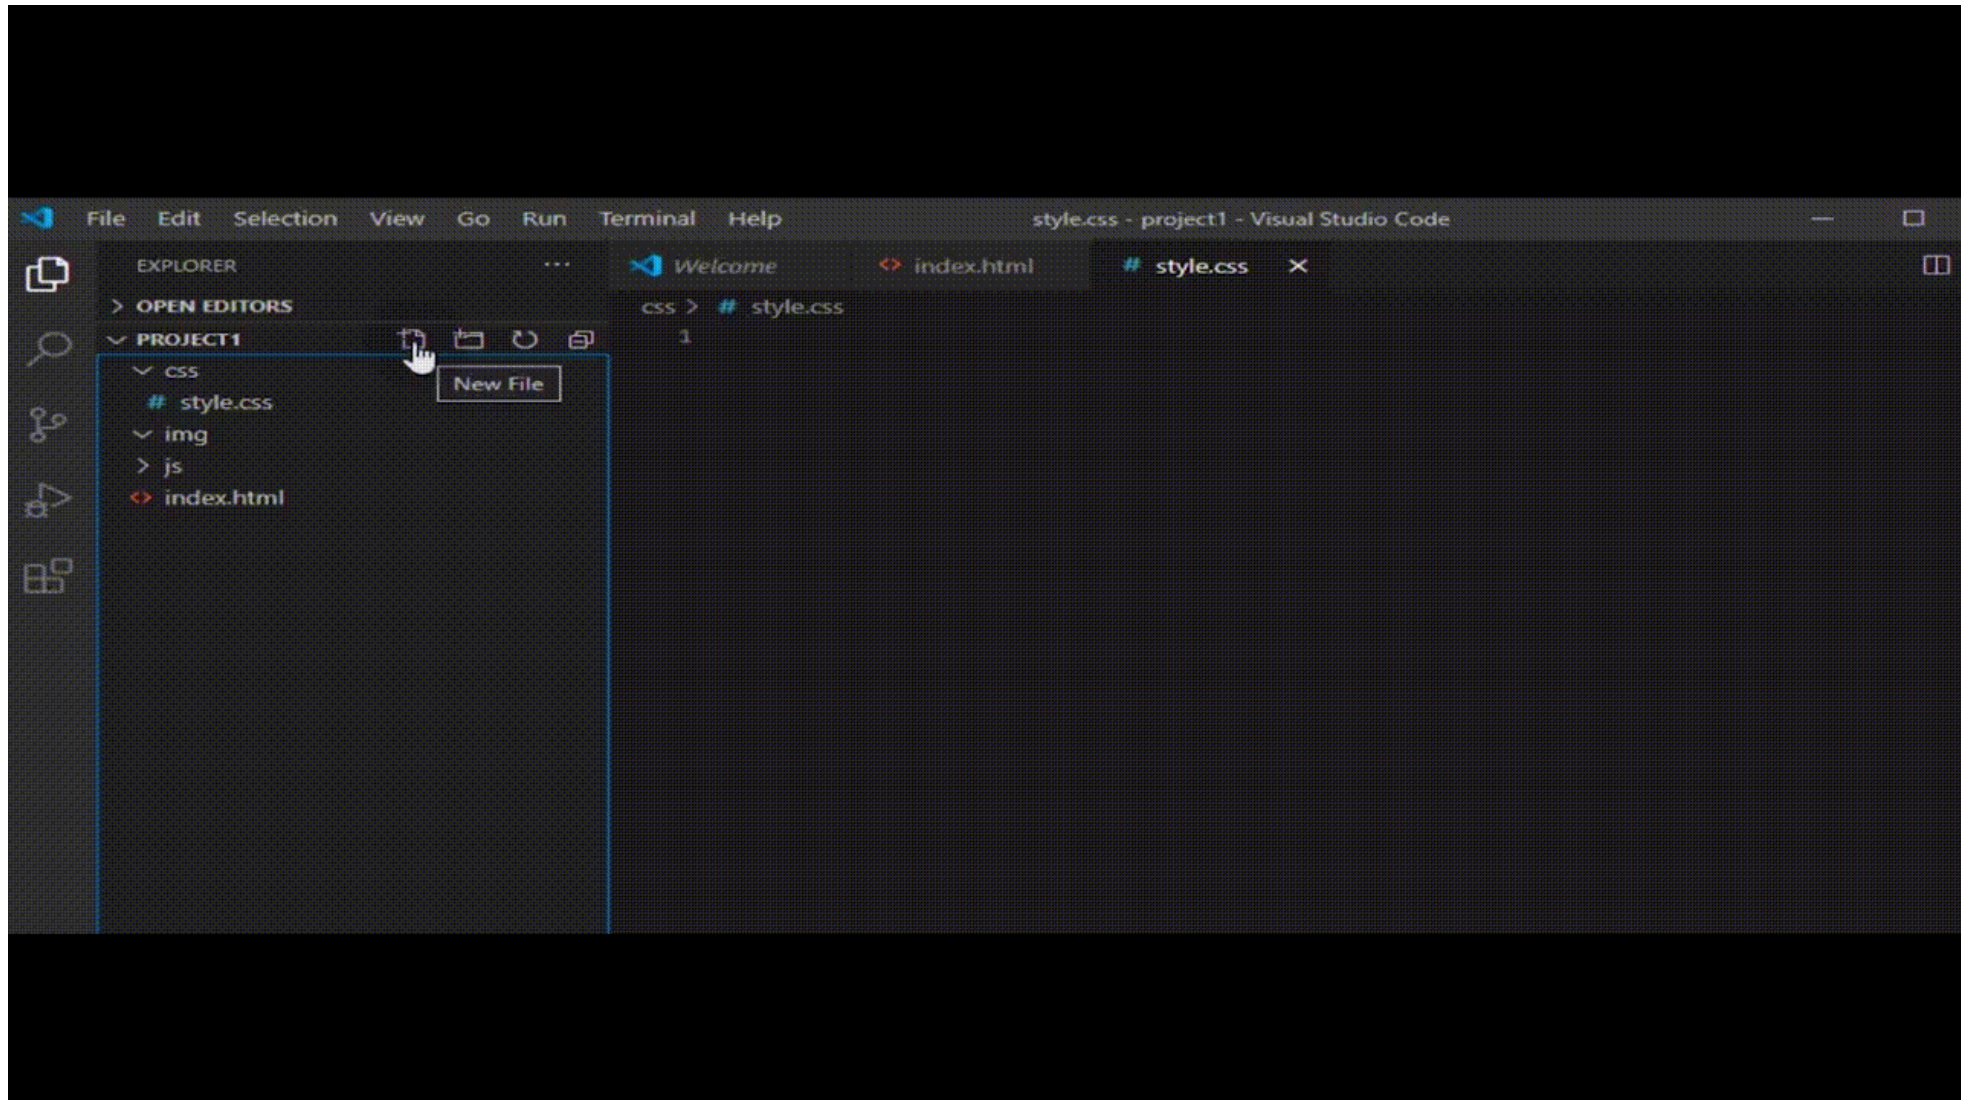 File Edit Selection View Go Run Terminal Help style.css - project1 - Visual Studio Code
EXPLORER ··· Welcome <> index.html # style.css ×
> OPEN EDITORS
css > # style.css
PROJECT1
1
css
New File
# style.css
img
> js
<> index.html